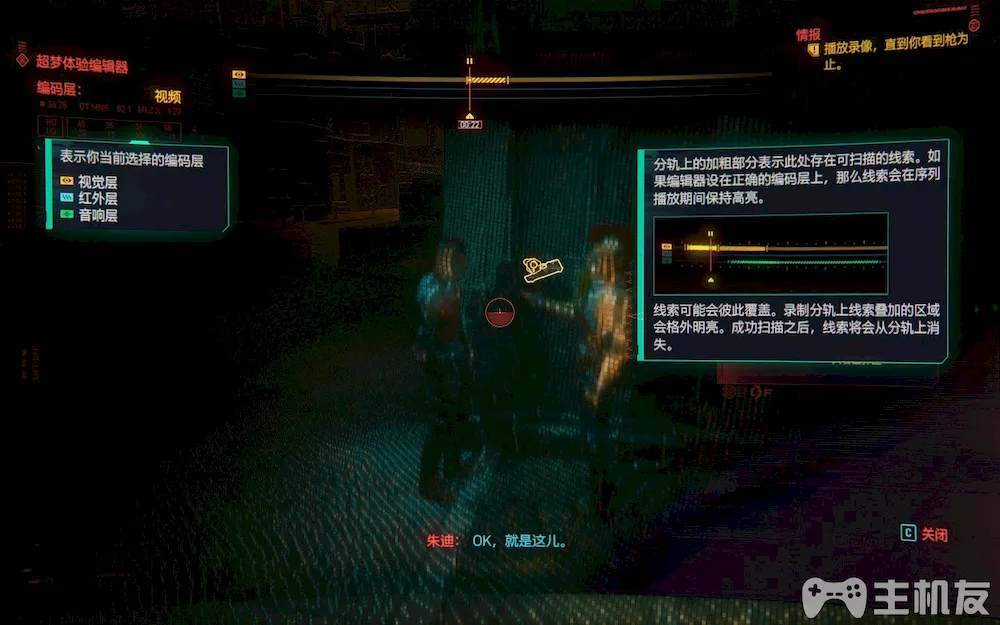 超梦体验编辑器
编码层：
视频
表示你当前选择的编码层
视觉层
红外层
音响层
00:22
情报
播放录像，直到你看到枪为
止。
分轨上的加粗部分表示此处存在可扫描的线索。如
果编辑器设在正确的编码层上，那么线索会在序列
播放期间保持高亮。
线索可能会彼此覆盖。录制分轨上线索叠加的区域
会格外明亮。成功扫描之后，线索将会从分轨上消
失。
朱迪： OK，就是这儿。
C 关闭
主机友